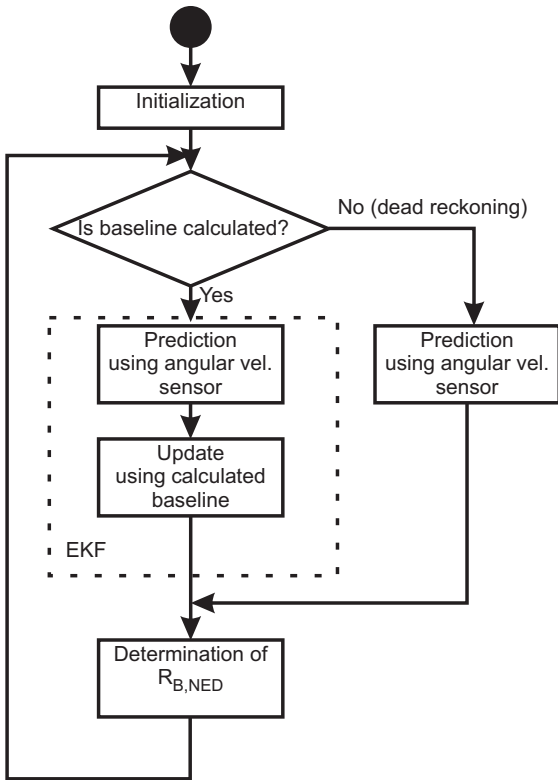 Initialization
Is baseline calculated?
No (dead reckoning)
Yes
Prediction
using angular vel.
sensor
Prediction
using angular vel.
sensor
Update
using calculated
baseline
EKF
Determination of
R_B,NED